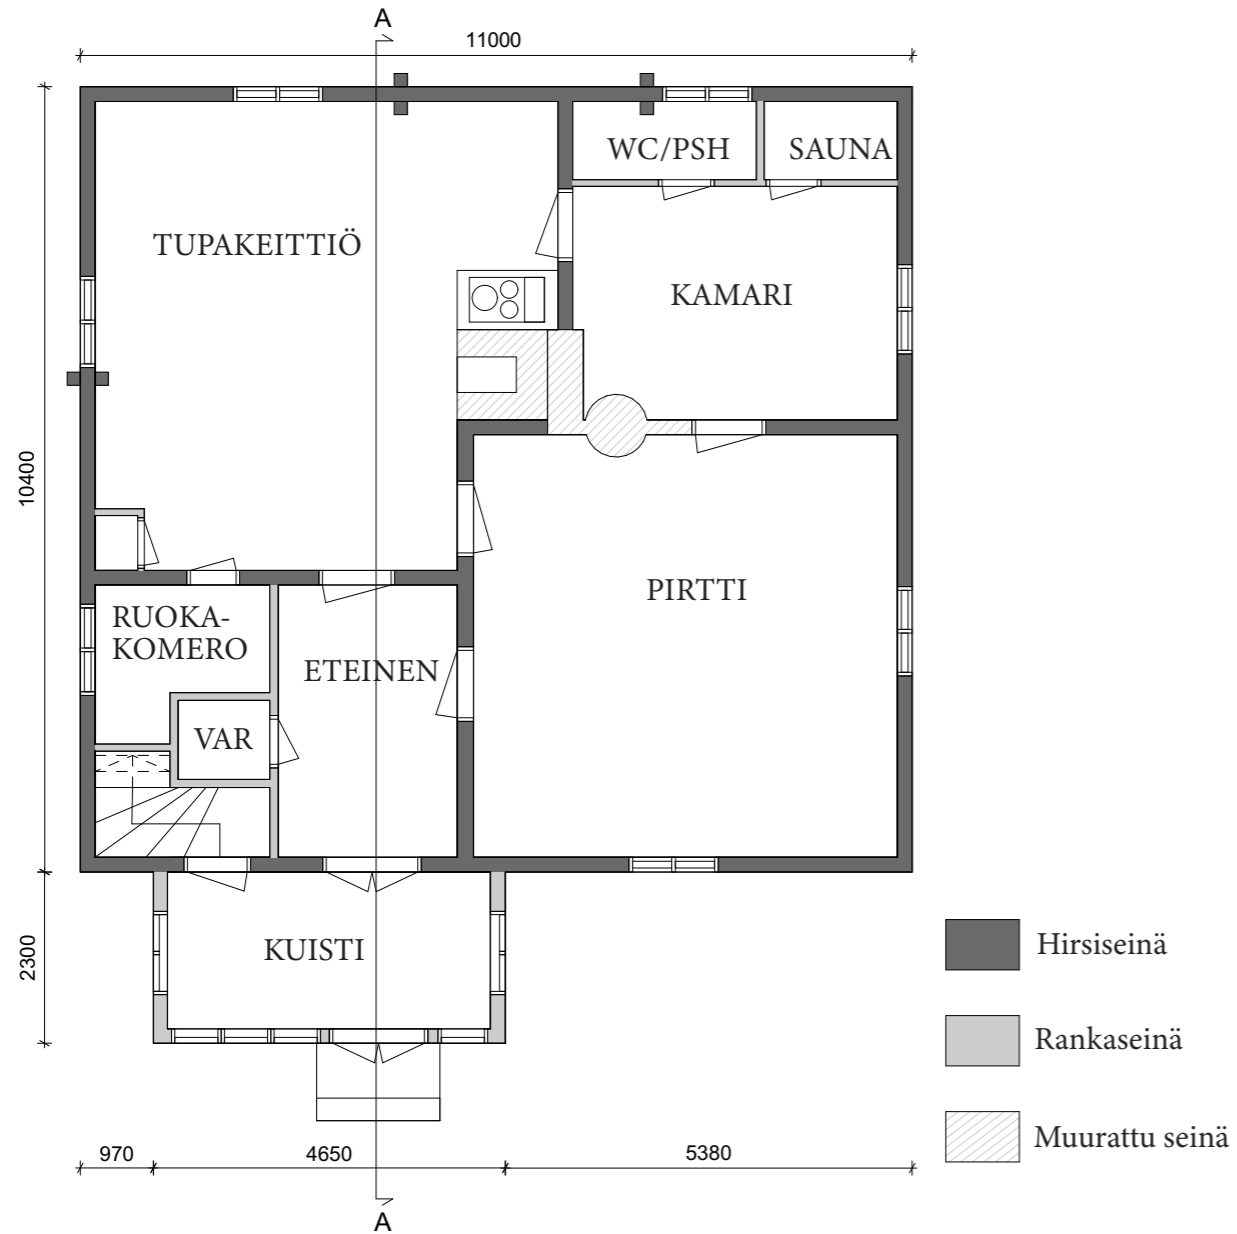 A
11000
WC/PSH
SAUNA
TUPAKEITTIÖ
KAMARI
10400
PIRTTI
RUOKA-
KOMERO
ETEINEN
VAR
2300
KUISTI
Hirsiseinä
Rankaseinä
Muurattu seinä
970
4650
5380
A